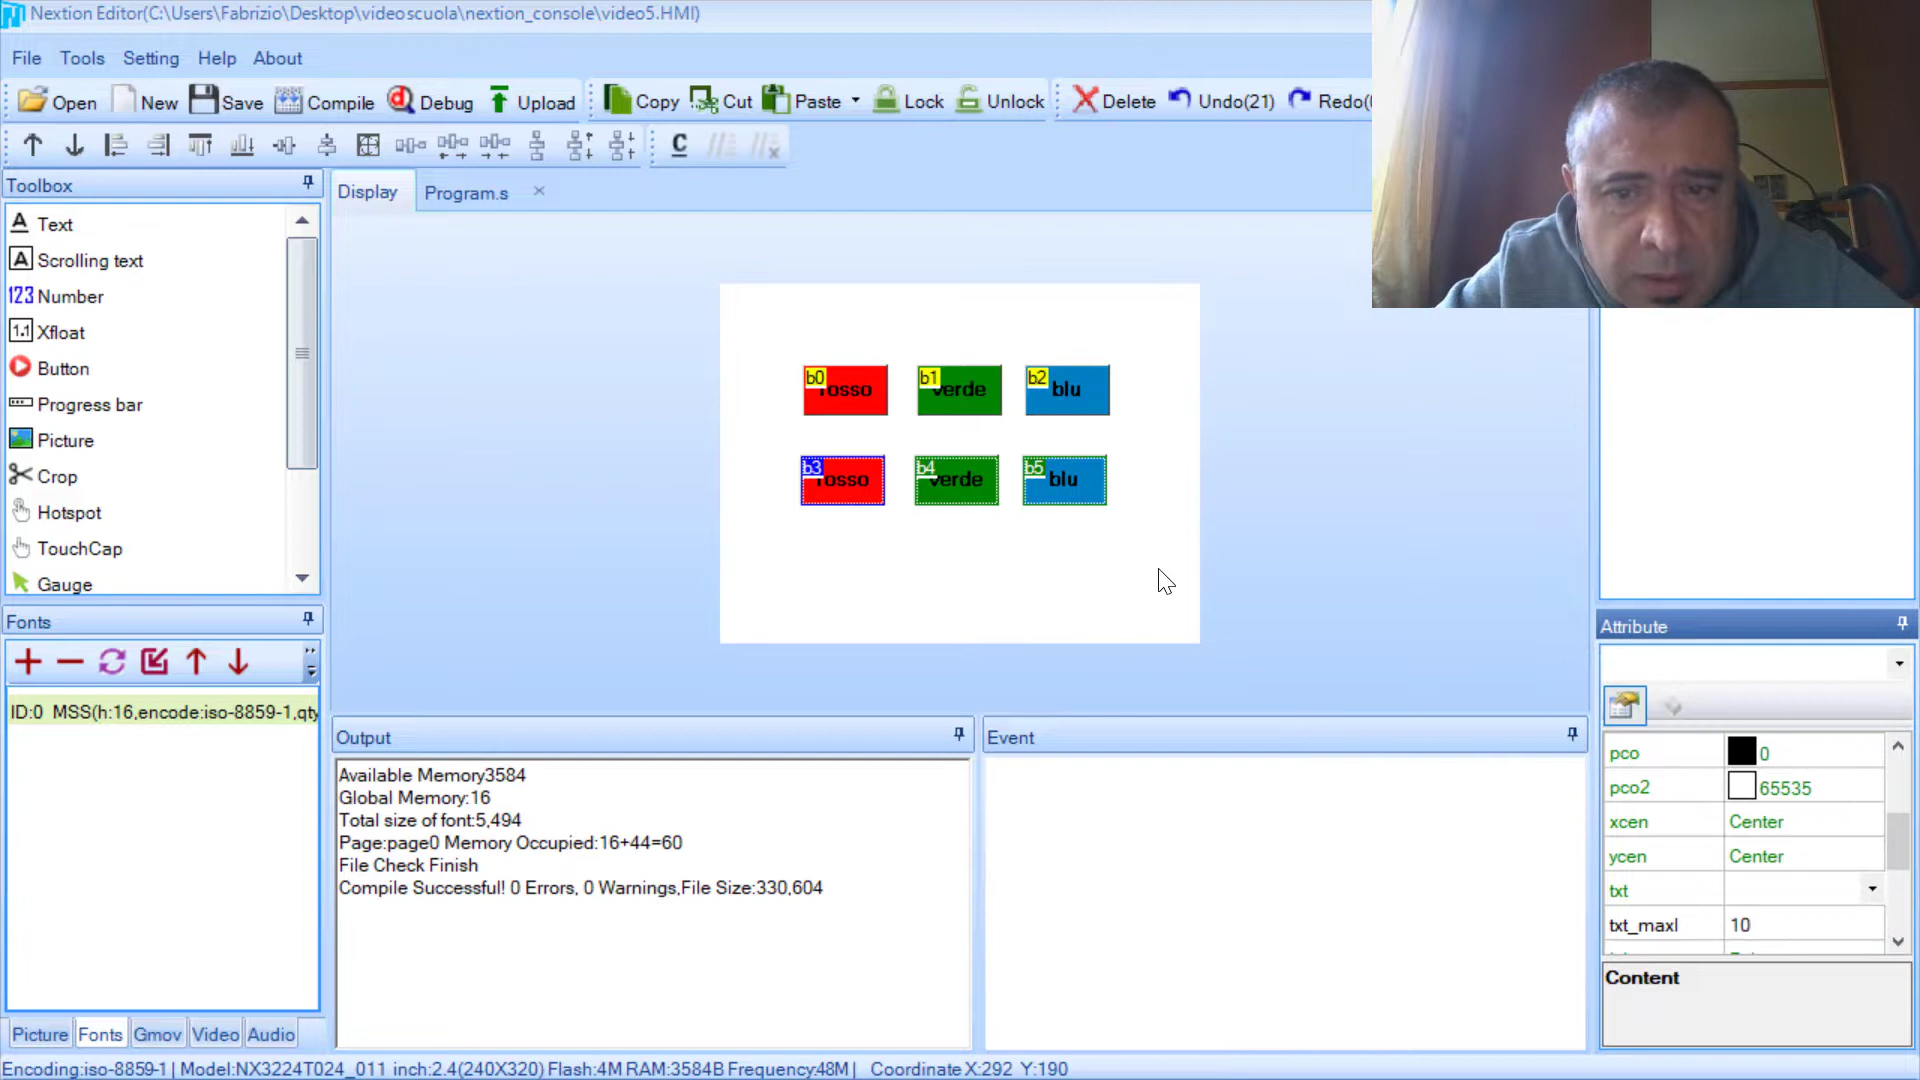 Nextion Editor(C:\Users\Fabrizio\Desktop\videoscuola\nextion_console\video5.HMI)
File Tools Setting Help About
Open New Save Compile Debug Upload Copy Cut Paste Lock Unlock Delete Undo(21) Redo(
Toolbox
Display Program.s
Text
Scrolling text
123 Number
1.1 Xfloat
Button
Progress bar
Picture
Crop
Hotspot
TouchCap
Gauge
b0 rosso b1 verde b2 blu
b3 rosso b4 verde b5 blu
Fonts
ID:0 MSS(h:16,encode:iso-8859-1,qty
Picture Fonts Gmov Video Audio
Output
Available Memory3584
Global Memory:16
Total size of font:5,494
Page:page0 Memory Occupied:16+44=60
File Check Finish
Compile Successful! 0 Errors, 0 Warnings,File Size:330,604
Event
Attribute
pco 0
pco2 65535
xcen Center
ycen Center
txt
txt_maxl 10
Content
Encoding:iso-8859-1 | Model:NX3224T024_011 inch:2.4(240X320) Flash:4M RAM:3584B Frequency:48M | Coordinate X:292 Y:190